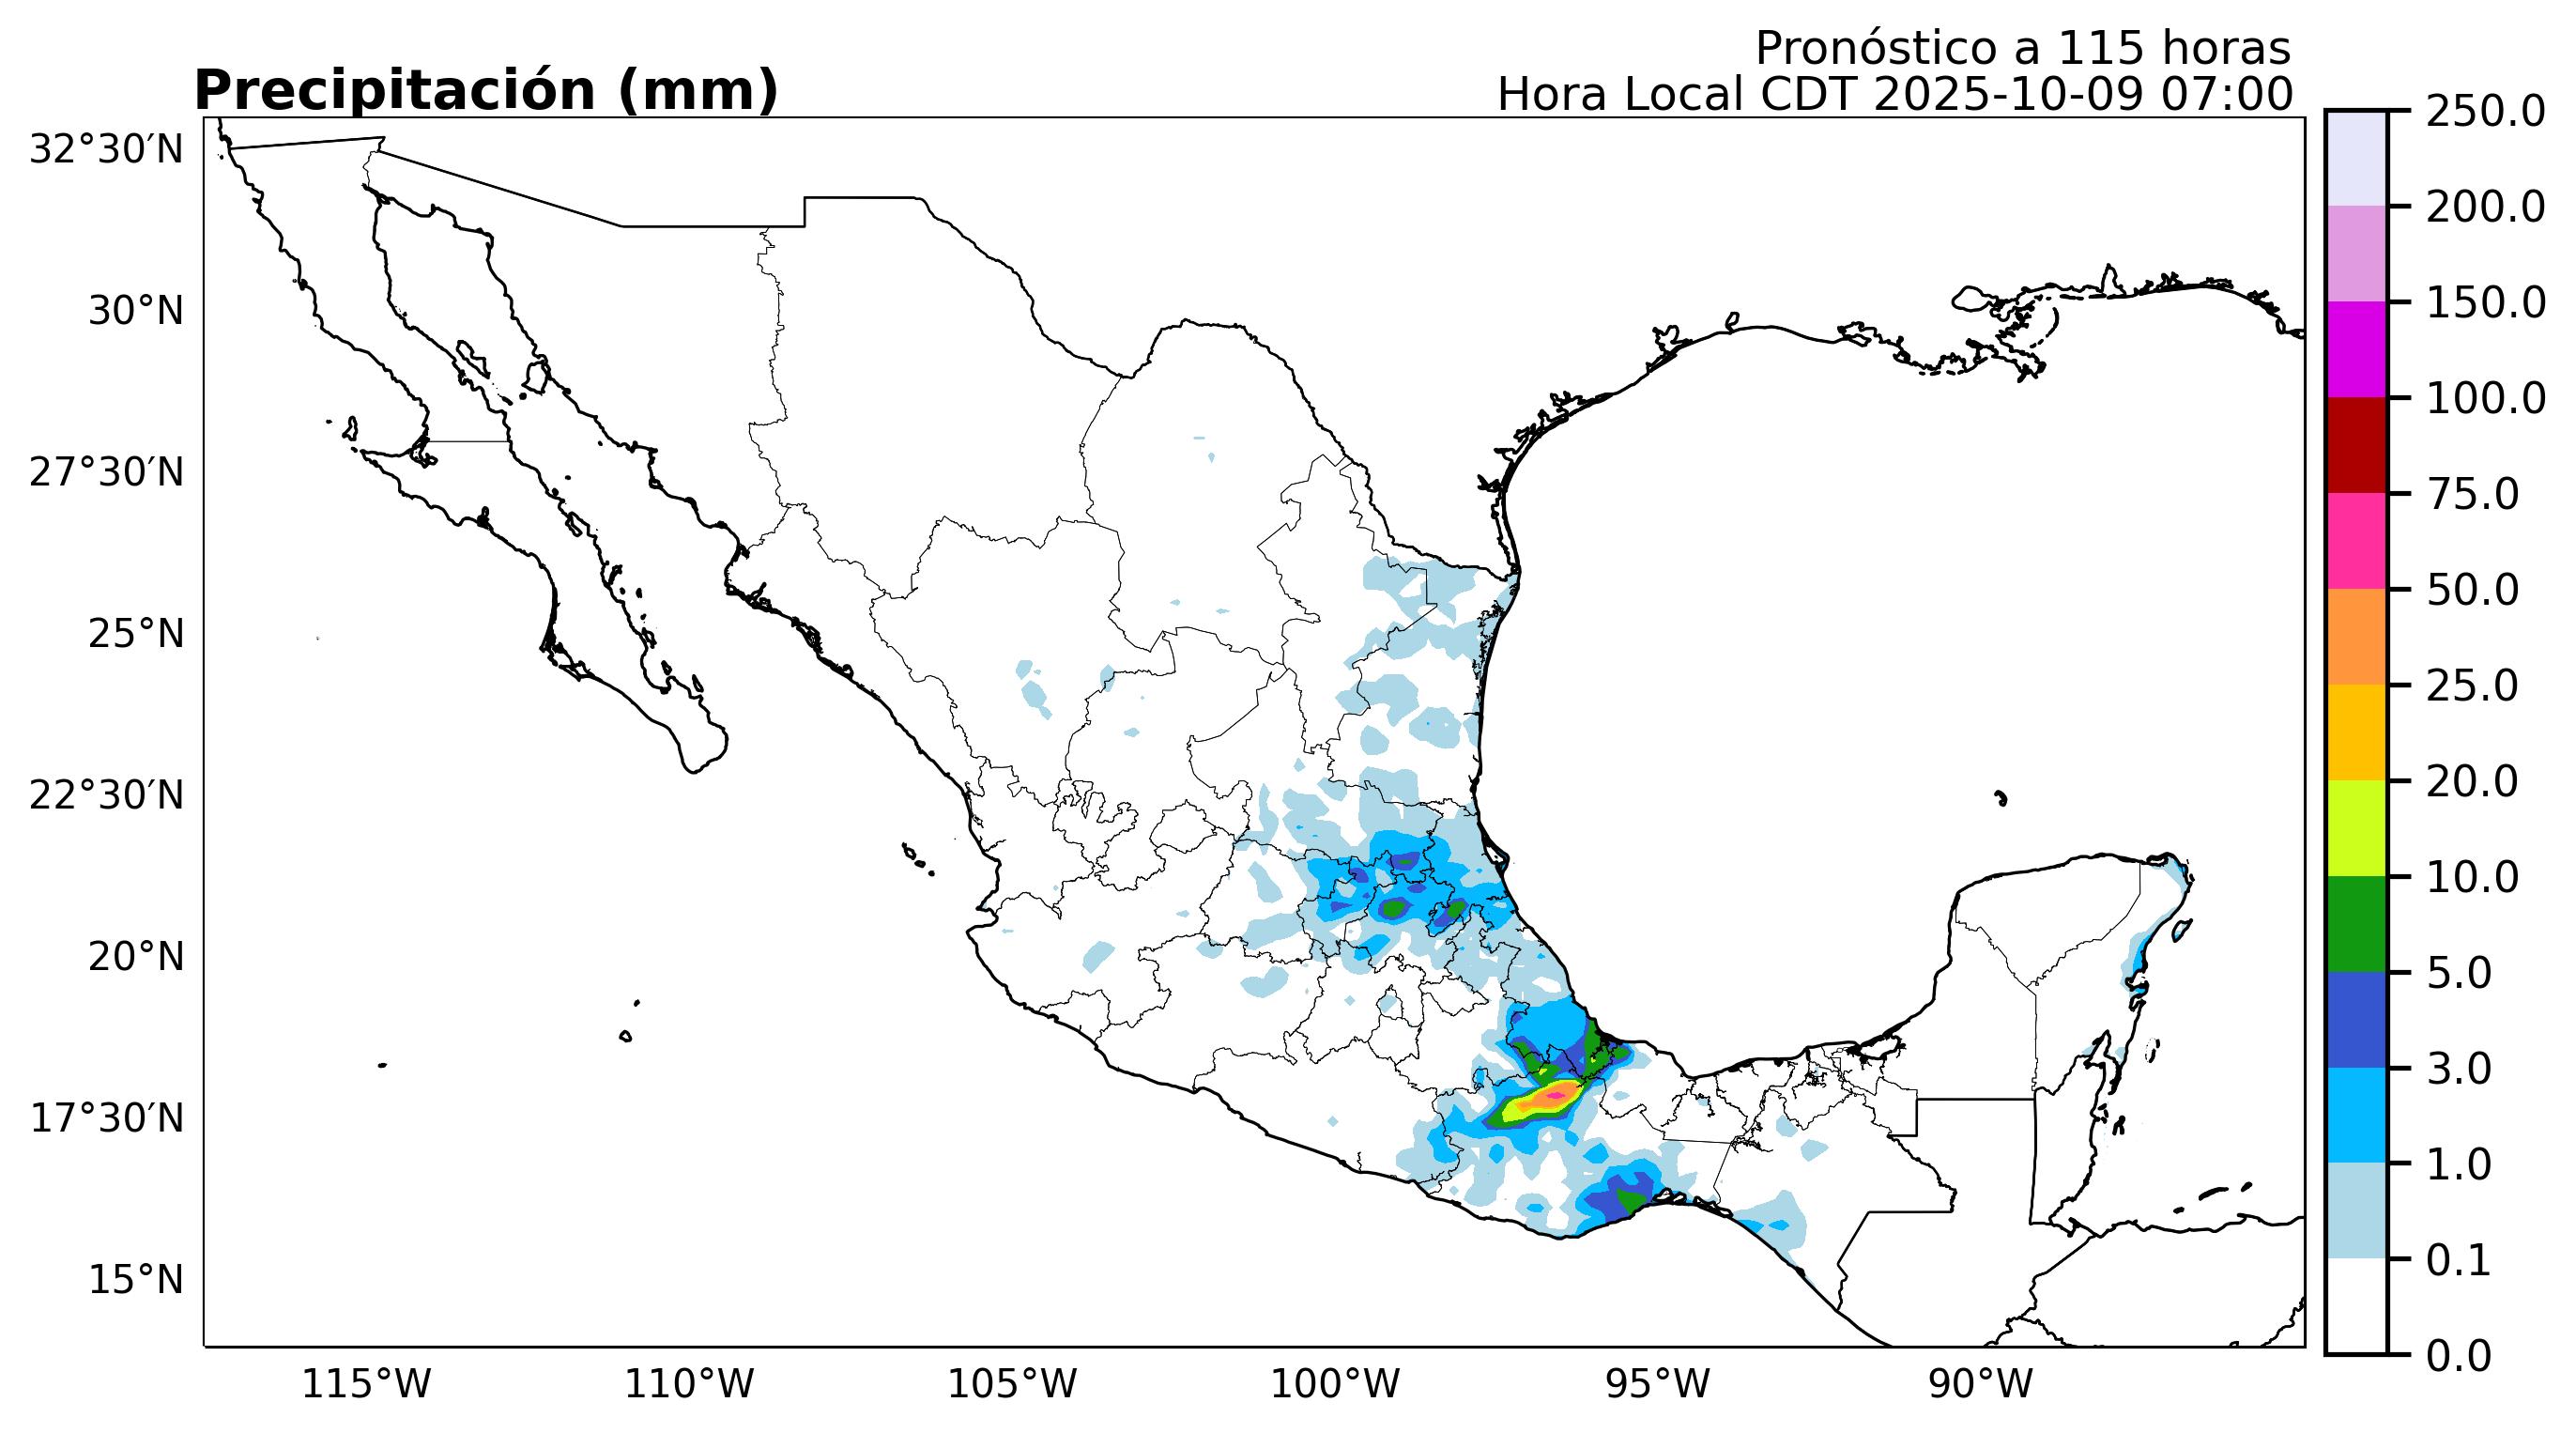 Pronóstico a 115 horas
Precipitación (mm)
Hora Local CDT 2025-10-09 07:00
32°30′N
30°N
27°30′N
25°N
22°30′N
20°N
17°30′N
15°N
115°W
110°W
105°W
100°W
95°W
90°W
250.0
200.0
150.0
100.0
75.0
50.0
25.0
20.0
10.0
5.0
3.0
1.0
0.1
0.0